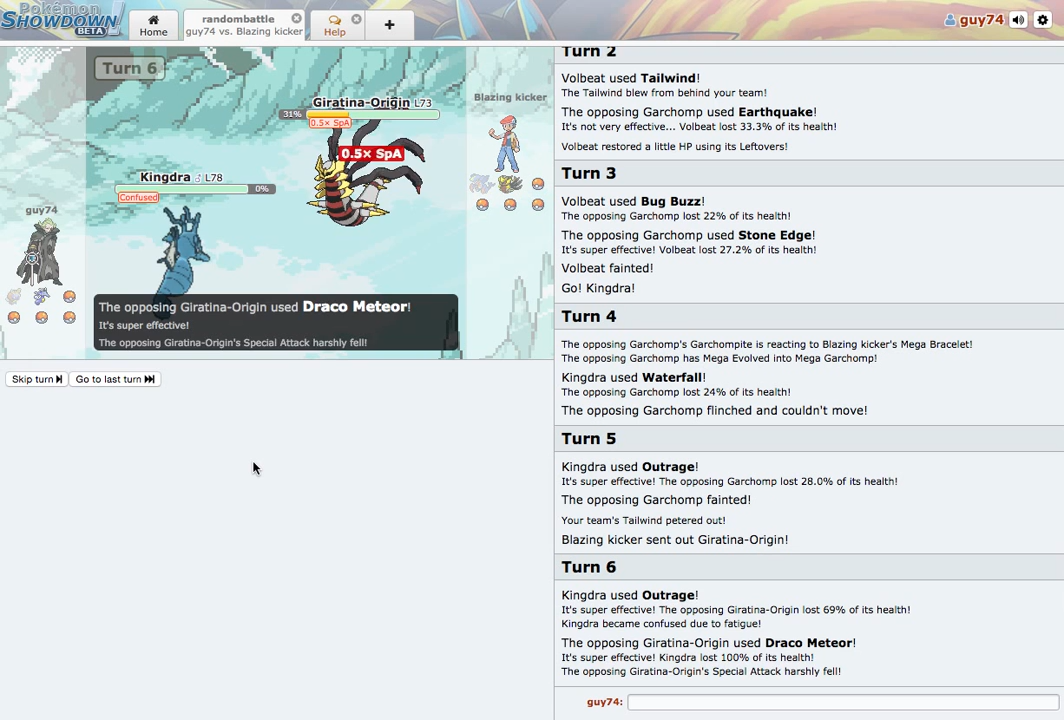 Pokémon
SHOWDOWN!
BETA
Home
randombattle
guy74 vs. Blazing kicker
Help
+
guy74
Turn 6
Giratina-Origin L73
31%
0.5× SpA
0.5× SpA
Kingdra ♂ L78
0%
Confused
Blazing kicker
guy74
The opposing Giratina-Origin used Draco Meteor!
It's super effective!
The opposing Giratina-Origin's Special Attack harshly fell!
Skip turn
Go to last turn
Turn 2
Volbeat used Tailwind!
The Tailwind blew from behind your team!
The opposing Garchomp used Earthquake!
It's not very effective... Volbeat lost 33.3% of its health!
Volbeat restored a little HP using its Leftovers!
Turn 3
Volbeat used Bug Buzz!
The opposing Garchomp lost 22% of its health!
The opposing Garchomp used Stone Edge!
It's super effective! Volbeat lost 27.2% of its health!
Volbeat fainted!
Go! Kingdra!
Turn 4
The opposing Garchomp's Garchompite is reacting to Blazing kicker's Mega Bracelet!
The opposing Garchomp has Mega Evolved into Mega Garchomp!
Kingdra used Waterfall!
The opposing Garchomp lost 24% of its health!
The opposing Garchomp flinched and couldn't move!
Turn 5
Kingdra used Outrage!
It's super effective! The opposing Garchomp lost 28.0% of its health!
The opposing Garchomp fainted!
Your team's Tailwind petered out!
Blazing kicker sent out Giratina-Origin!
Turn 6
Kingdra used Outrage!
It's super effective! The opposing Giratina-Origin lost 69% of its health!
Kingdra became confused due to fatigue!
The opposing Giratina-Origin used Draco Meteor!
It's super effective! Kingdra lost 100% of its health!
The opposing Giratina-Origin's Special Attack harshly fell!
guy74: